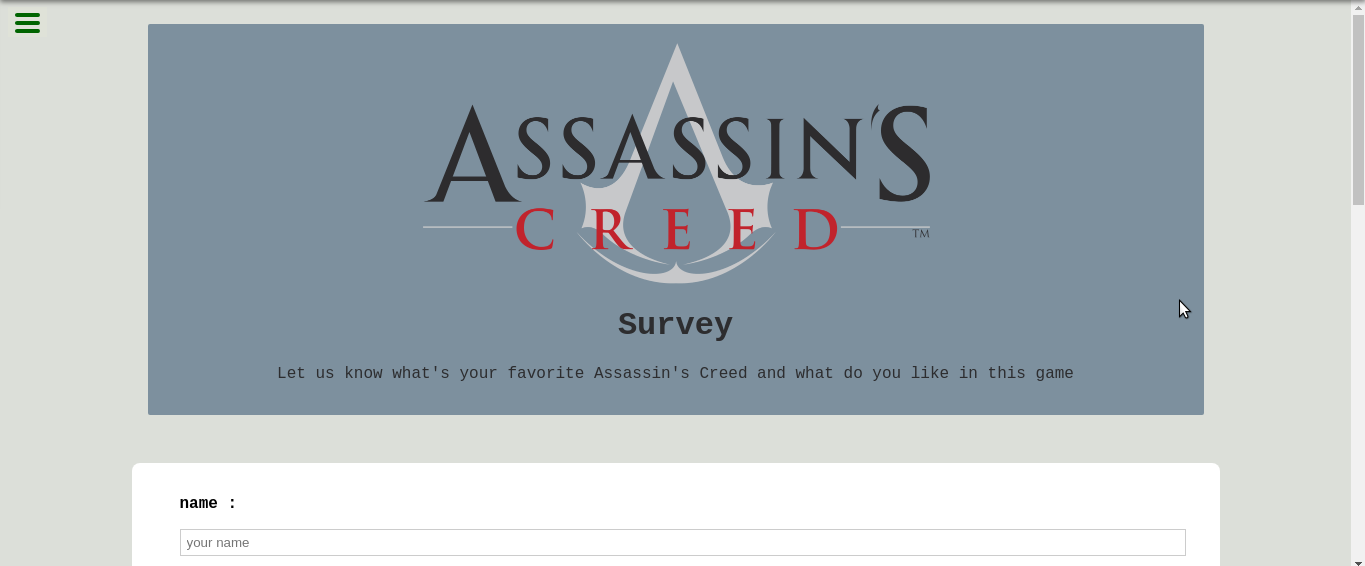 ASSASSIN'S
CREED
TM
Survey
Let us know what's your favorite Assassin's Creed and what do you like in this game
name :
your name